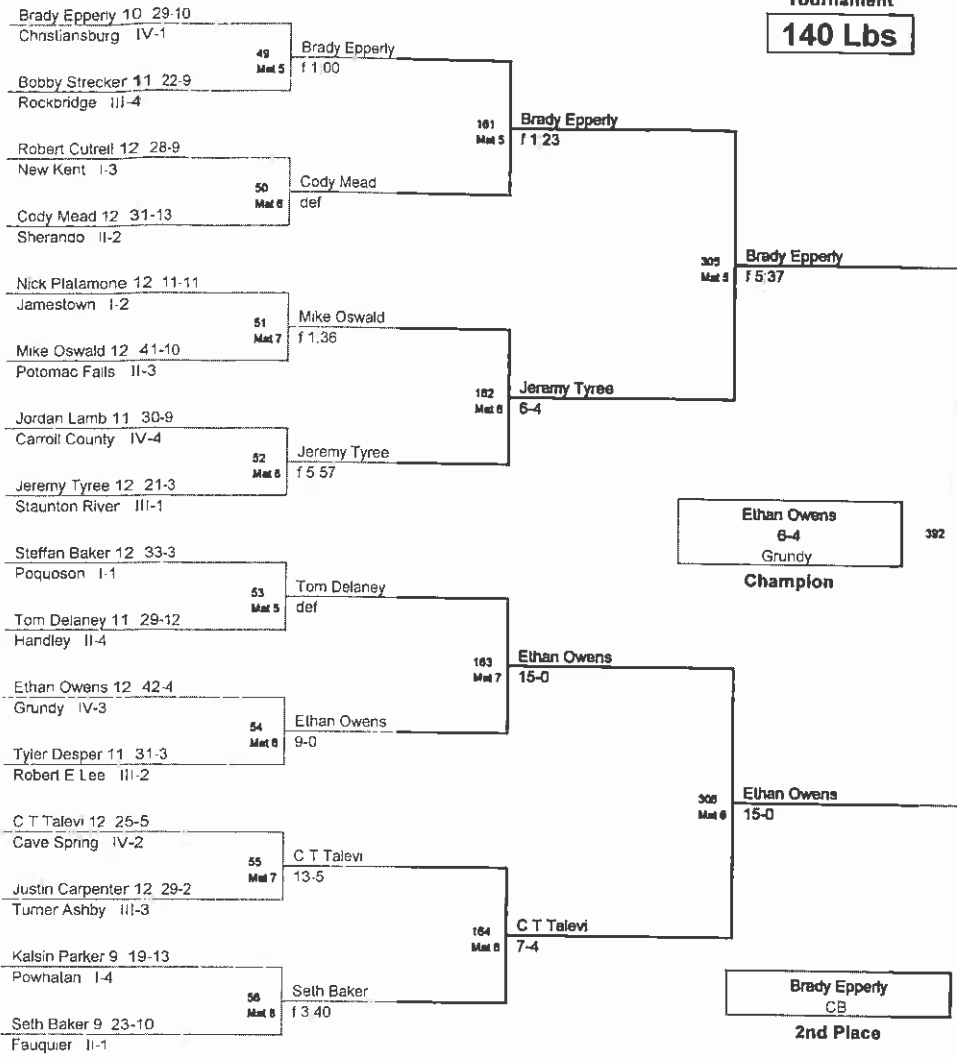 Tournament
140 Lbs
Brady Epperly 10 29-10
Christiansburg IV-1
49
Mat 5
Brady Epperly
f 1:00
Bobby Strecker 11 22-9
Rockbridge III-4
161
Mat 5
Brady Epperly
f 1:23
Robert Cutrell 12 28-9
New Kent I-3
50
Mat 6
Cody Mead
def
Cody Mead 12 31-13
Sherando II-2
305
Mat 5
Brady Epperly
f 5:37
Nick Platamone 12 11-11
Jamestown I-2
51
Mat 7
Mike Oswald
f 1:36
Mike Oswald 12 41-10
Potomac Falls II-3
162
Mat 6
Jeremy Tyree
6-4
Jordan Lamb 11 30-9
Carroll County IV-4
52
Mat 8
Jeremy Tyree
f 5:57
Jeremy Tyree 12 21-3
Staunton River III-1
Ethan Owens
6-4
Grundy
392
Champion
Steffan Baker 12 33-3
Poquoson I-1
53
Mat 5
Tom Delaney
def
Tom Delaney 11 29-12
Handley II-4
163
Mat 7
Ethan Owens
15-0
Ethan Owens 12 42-4
Grundy IV-3
54
Mat 6
Ethan Owens
9-0
Tyler Desper 11 31-3
Robert E Lee III-2
306
Mat 6
Ethan Owens
15-0
C T Talevi 12 25-5
Cave Spring IV-2
55
Mat 7
C T Talevi
13-5
Justin Carpenter 12 29-2
Turner Ashby III-3
164
Mat 8
C T Talevi
7-4
Kalsin Parker 9 19-13
Powhatan I-4
56
Mat 8
Seth Baker
f 3:40
Seth Baker 9 23-10
Fauquier II-1
Brady Epperly
CB
2nd Place